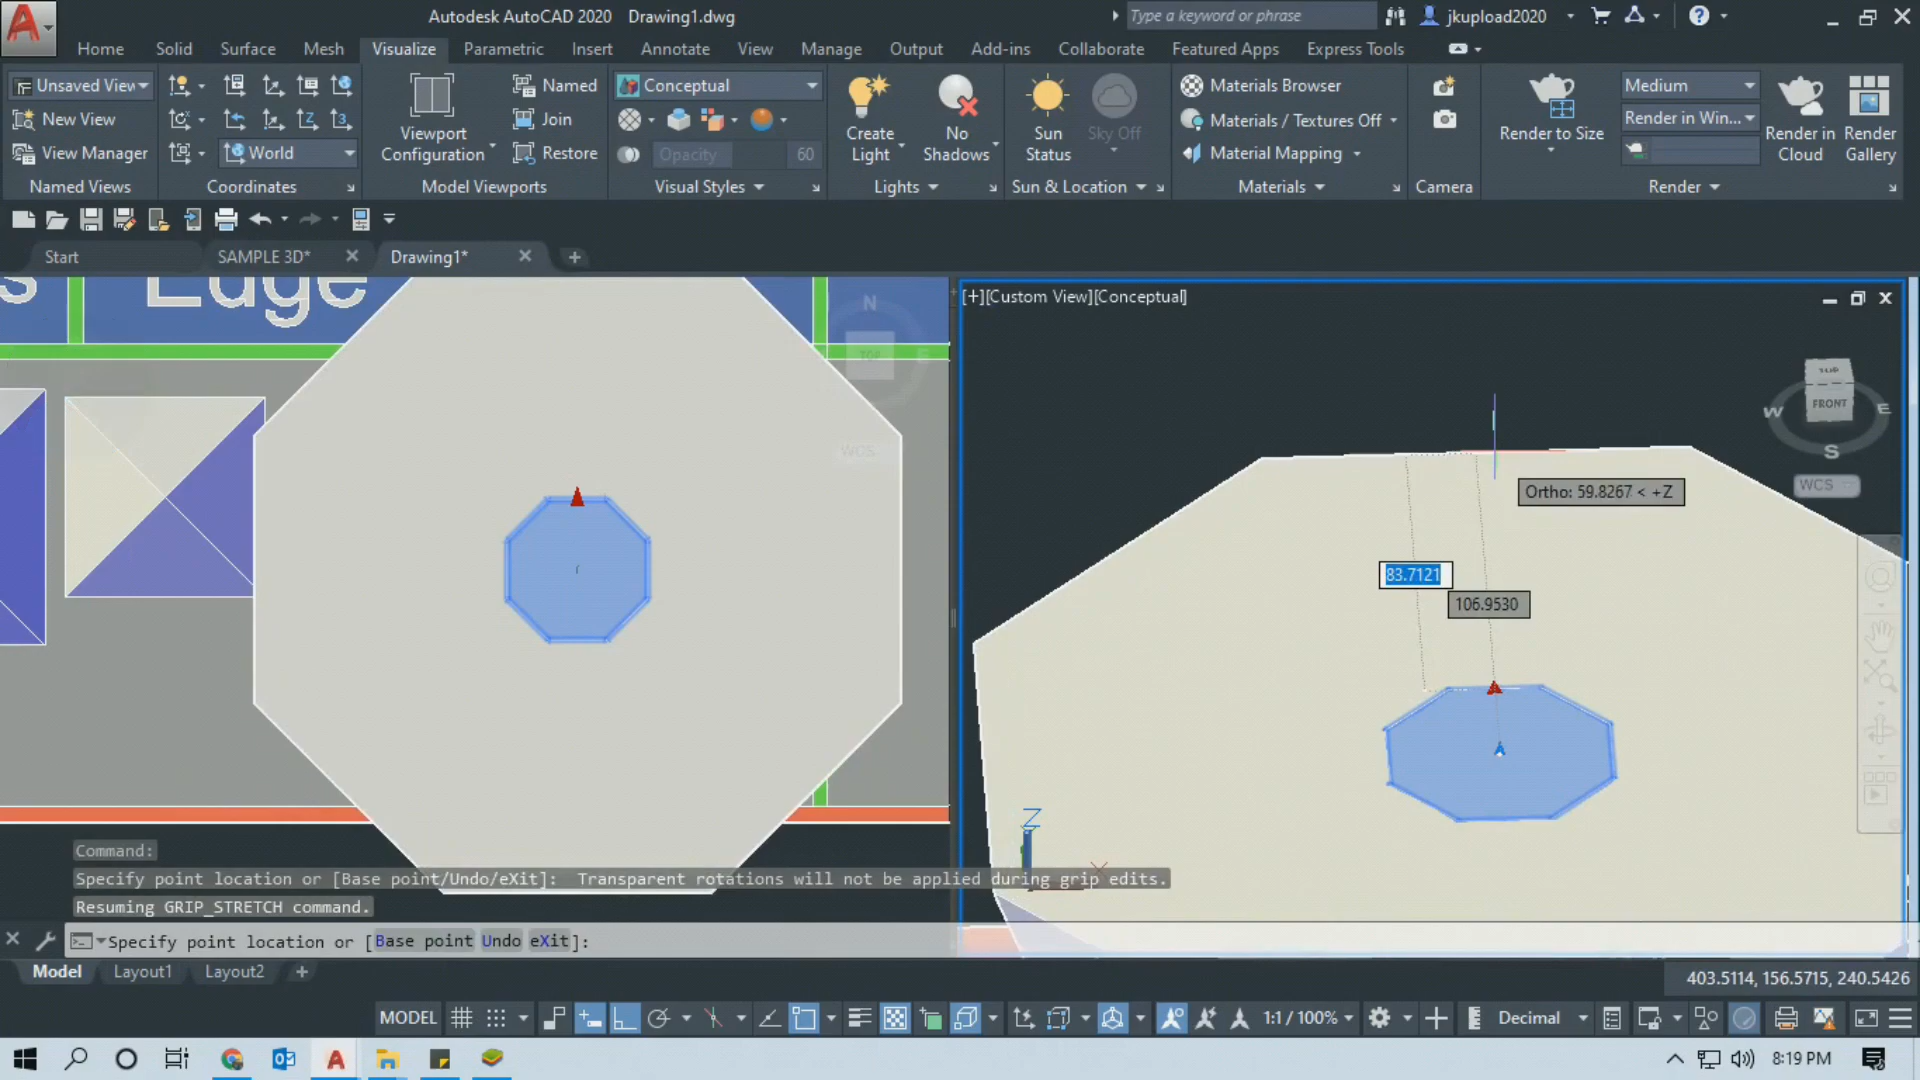 Autodesk AutoCAD 2020 Drawing1.dwg
Type a keyword or phrase
jkupload2020
Home Solid Surface Mesh Visualize Parametric Insert Annotate View Manage Output Add-ins Collaborate Featured Apps Express Tools
Unsaved View
New View
View Manager
Named Views
World
Coordinates
Viewport
Configuration
Named
Join
Restore
Model Viewports
Conceptual
Opacity 60
Visual Styles
Create
Light
No
Shadows
Lights
Sun
Status
Sky Off
Sun & Location
Materials Browser
Materials / Textures Off
Material Mapping
Materials
Camera
Render to Size
Medium
Render in Win...
Render in
Cloud
Render
Gallery
Render
Start SAMPLE 3D* Drawing1*
s Edge
N
TOP
E
WCS
[+][Custom View][Conceptual]
TOP
FRONT
W E
S
WCS
Ortho: 59.8267 < +Z
83.7121
106.9530
Z
X
Command:
Specify point location or [Base point/Undo/eXit]: Transparent rotations will not be applied during grip edits.
Resuming GRIP_STRETCH command.
Specify point location or [Base point Undo eXit]:
Model Layout1 Layout2
403.5114, 156.5715, 240.5426
MODEL
1:1 / 100%
Decimal
8:19 PM